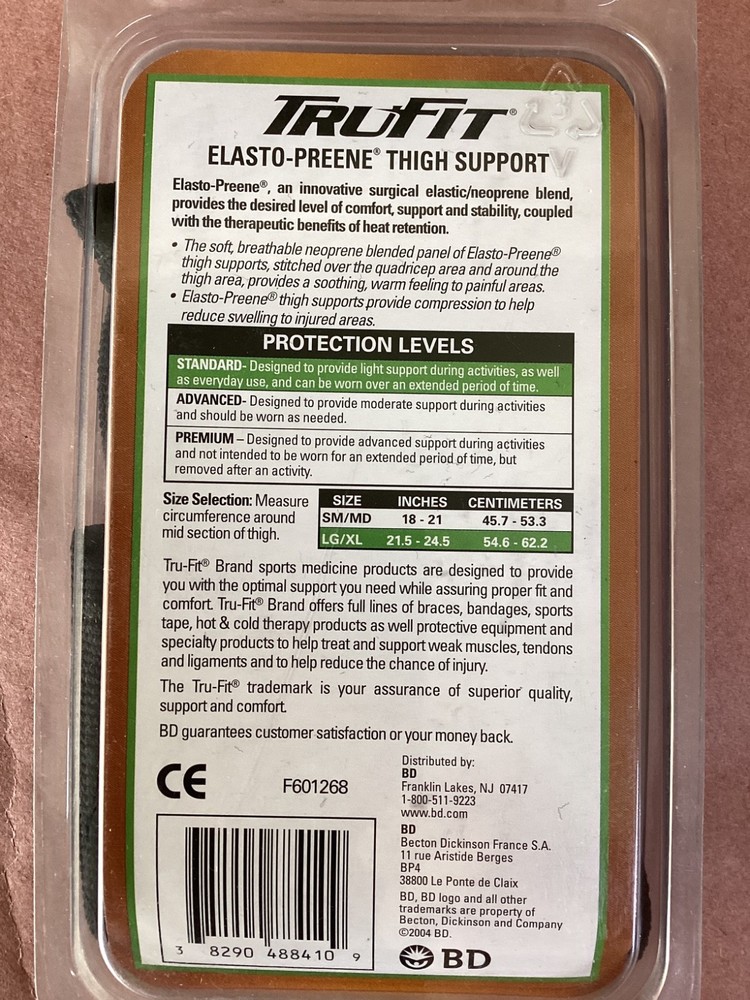 TRUFIT®
ELASTO-PREENE® THIGH SUPPORT
Elasto-Preene®, an innovative surgical elastic/neoprene blend,
provides the desired level of comfort, support and stability, coupled
with the therapeutic benefits of heat retention.
• The soft, breathable neoprene blended panel of Elasto-Preene®
thigh supports, stitched over the quadricep area and around the
thigh area, provides a soothing, warm feeling to painful areas.
• Elasto-Preene® thigh supports provide compression to help
reduce swelling to injured areas.
PROTECTION LEVELS
STANDARD- Designed to provide light support during activities, as well
as everyday use, and can be worn over an extended period of time.
ADVANCED- Designed to provide moderate support during activities
and should be worn as needed.
PREMIUM – Designed to provide advanced support during activities
and not intended to be worn for an extended period of time, but
removed after an activity.
Size Selection: Measure
circumference around
mid section of thigh.
SIZE INCHES CENTIMETERS
SM/MD 18 - 21 45.7 - 53.3
LG/XL 21.5 - 24.5 54.6 - 62.2
Tru-Fit® Brand sports medicine products are designed to provide
you with the optimal support you need while assuring proper fit and
comfort. Tru-Fit® Brand offers full lines of braces, bandages, sports
tape, hot & cold therapy products as well protective equipment and
specialty products to help treat and support weak muscles, tendons
and ligaments and to help reduce the chance of injury.
The Tru-Fit® trademark is your assurance of superior quality,
support and comfort.
BD guarantees customer satisfaction or your money back.
CE F601268
3 8290 488410 9
Distributed by:
BD
Franklin Lakes, NJ 07417
1-800-511-9223
www.bd.com
BD
Becton Dickinson France S.A.
11 rue Aristide Berges
BP4
38800 Le Ponte de Claix
BD, BD logo and all other
trademarks are property of
Becton, Dickinson and Company
©2004 BD.
BD
3
V